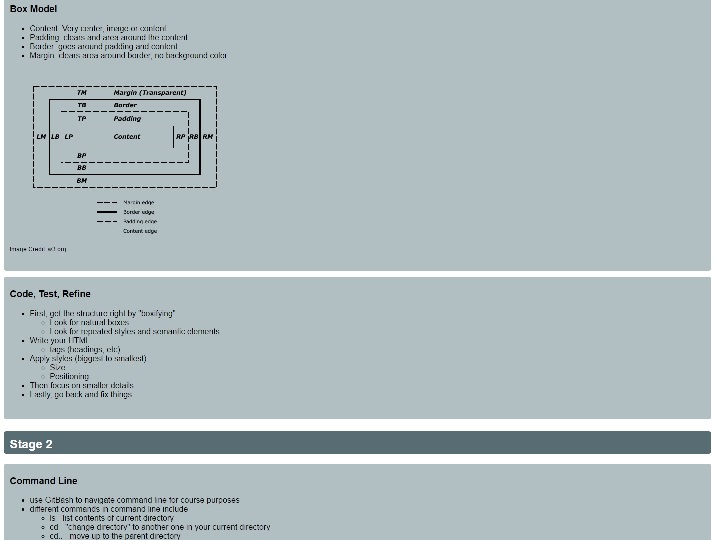 Box Model
Content- Very center, image or content
Padding- clears and area around the content
Border- goes around padding and content
Margin- clears area around border, no background color
TM Margin (Transparent)
TB Border
TP Padding
LM LB LP Content RP RB RM
BP
BB
BM
Margin edge
Border edge
Padding edge
Content edge
Image Credit: w3.org
Code, Test, Refine
First, get the structure right by "boxifying"
Look for natural boxes
Look for repeated styles and semantic elements
Write your HTML
tags (headings, etc)
Apply styles (biggest to smallest)
Size
Positioning
Then focus on smaller details
Lastly, go back and fix things
Stage 2
Command Line
use GitBash to navigate command line for course purposes
different commands in command line include
ls - list contents of current directory
cd - "change directory" to another one in your current directory
cd.. - move up to the parent directory